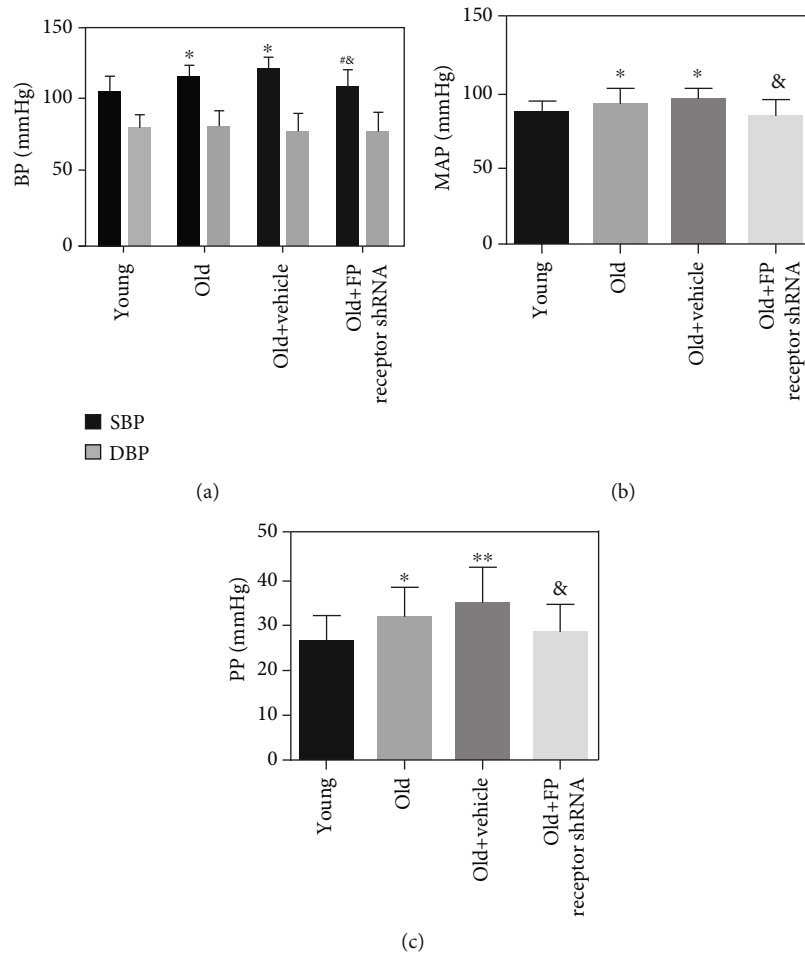 150
100
50
0
BP (mmHg)
*
*
#&
Young
Old
Old+vehicle
Old+FP
receptor shRNA
SBP
DBP
(a)
150
100
50
0
MAP (mmHg)
*
*
&
Young
Old
Old+vehicle
Old+FP
receptor shRNA
(b)
50
40
30
20
10
0
PP (mmHg)
*
**
&
Young
Old
Old+vehicle
Old+FP
receptor shRNA
(c)